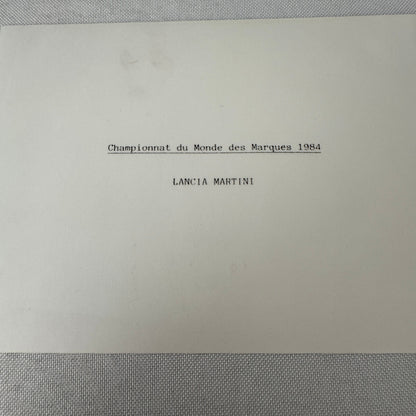 Championnat du Monde des Marques 1984
LANCIA MARTINI